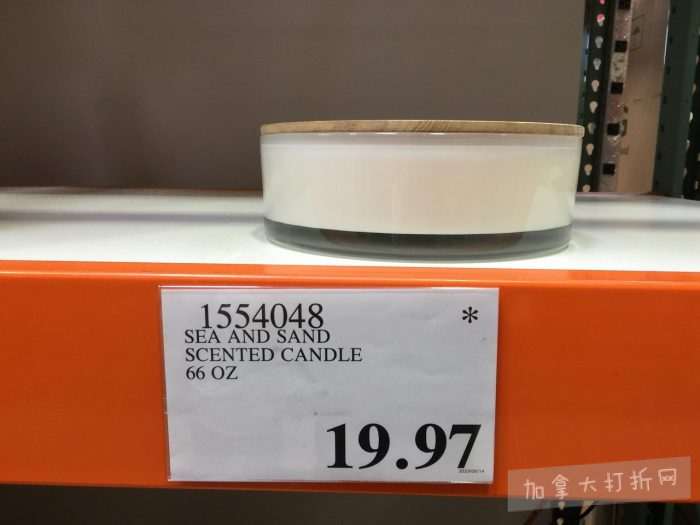 1554048 *
SEA AND SAND
SCENTED CANDLE
66 OZ
19.97
加拿大打折网